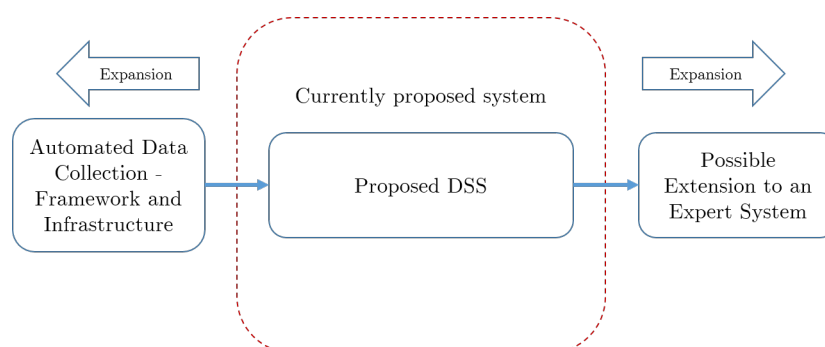 Expansion
Expansion
Currently proposed system
Automated Data
Collection -
Framework and
Infrastructure
Proposed DSS
Possible
Extension to an
Expert System